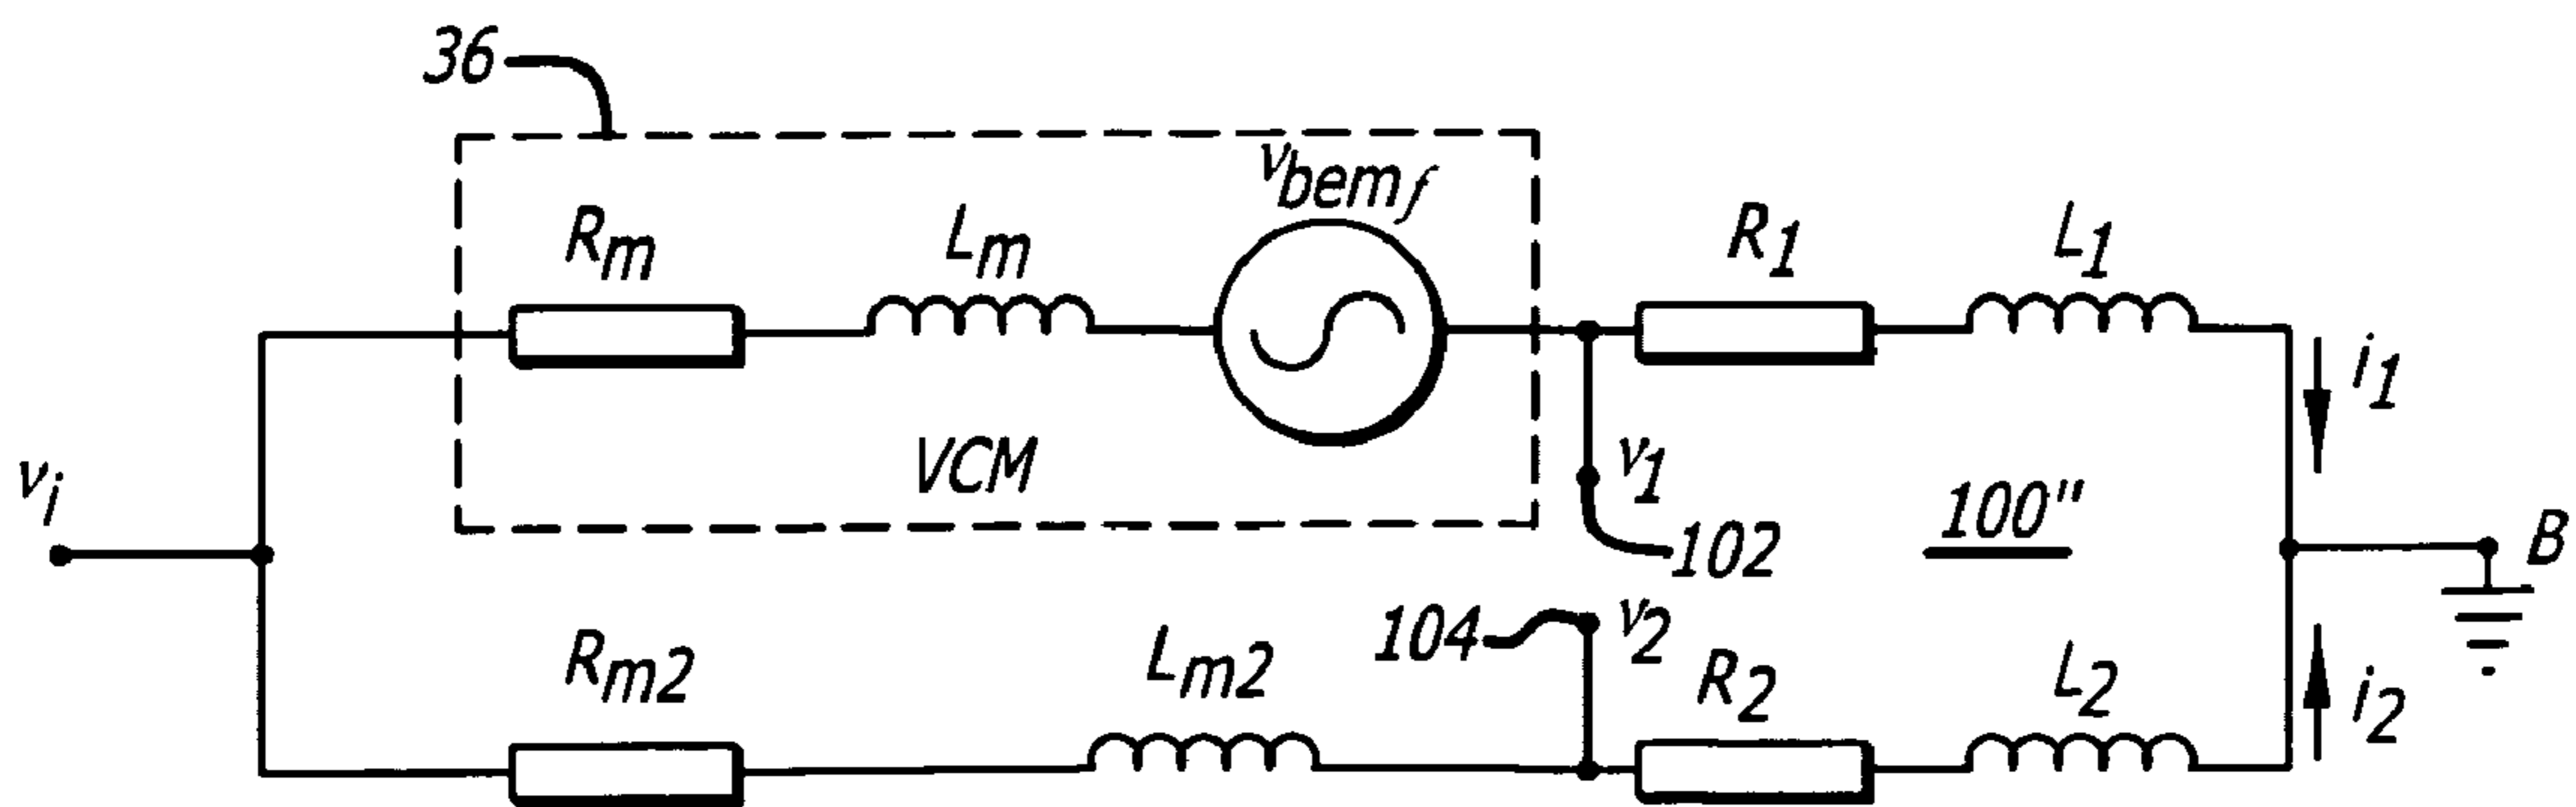 36
v_bemf
R_m
L_m
R_1
L_1
i_1
VCM
v_i
v_1
100"
B
102
104
v_2
R_m2
L_m2
R_2
L_2
i_2